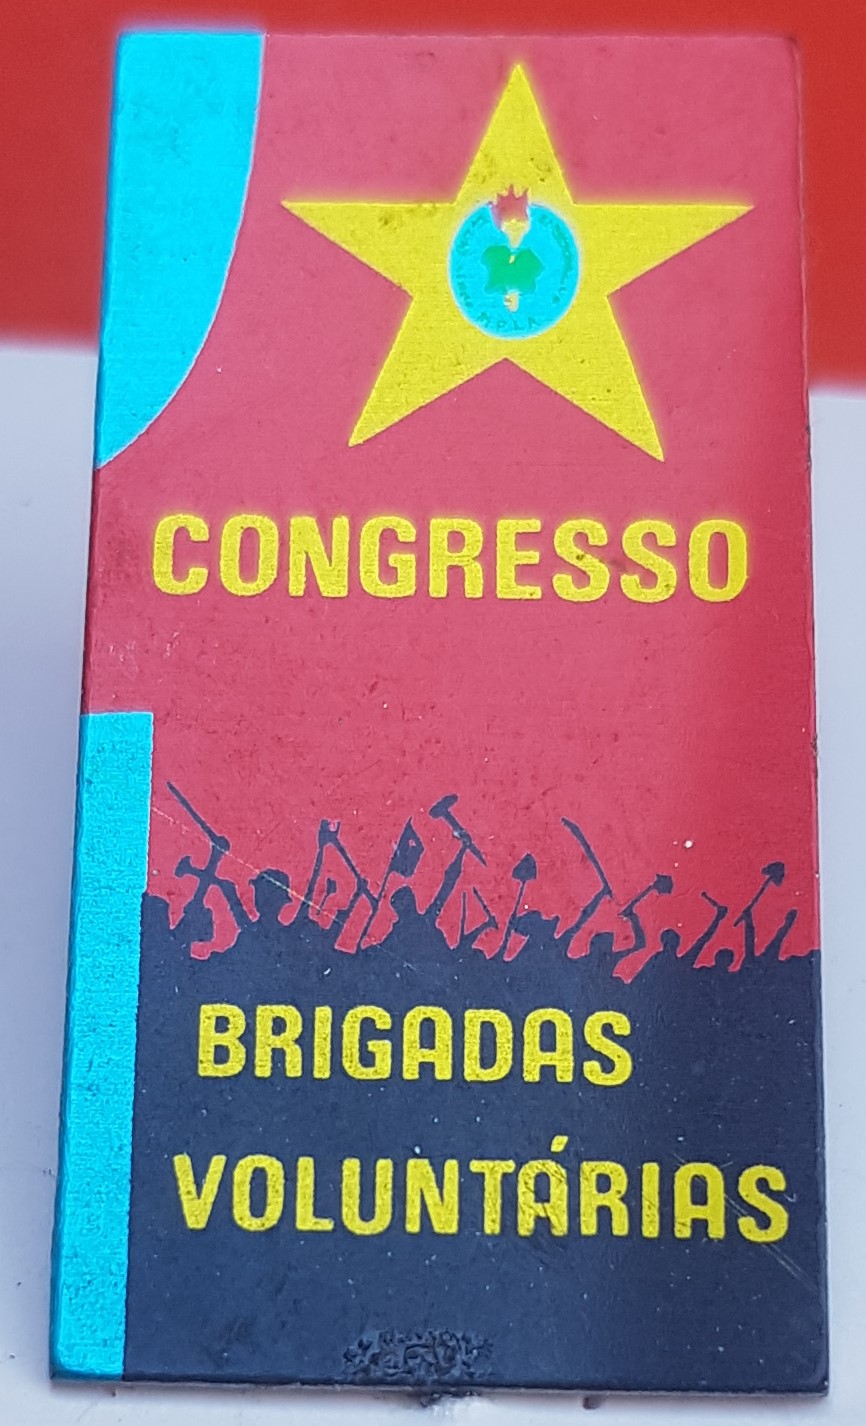 M.P.L.A.
CONGRESSO
BRIGADAS
VOLUNTÁRIAS